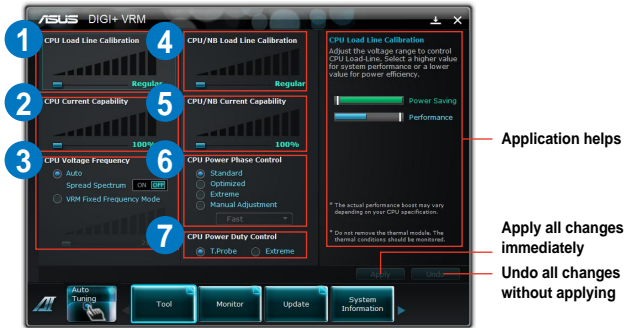 ASUS DIGI+ VRM
1
CPU Load Line Calibration
Regular
4
CPU/NB Load Line Calibration
Regular
2
CPU Current Capability
100%
5
CPU/NB Current Capability
100%
3
CPU Voltage Frequency
Auto
Spread Spectrum ON OFF
VRM Fixed Frequency Mode
6
CPU Power Phase Control
Standard
Optimized
Extreme
Manual Adjustment
Fast
7
CPU Power Duty Control
T.Probe Extreme
CPU Load Line Calibration
Adjust the voltage range to control
CPU Load-Line. Select a higher value
for system performance or a lower
value for power efficiency.
Power Saving
Performance
* The actual performance boost may vary
depending on your CPU specification.
* Do not remove the thermal module. The
thermal conditions should be monitored.
Apply Undo
Auto
Tuning
Tool
Monitor
Update
System
Information
Application helps
Apply all changes
immediately
Undo all changes
without applying